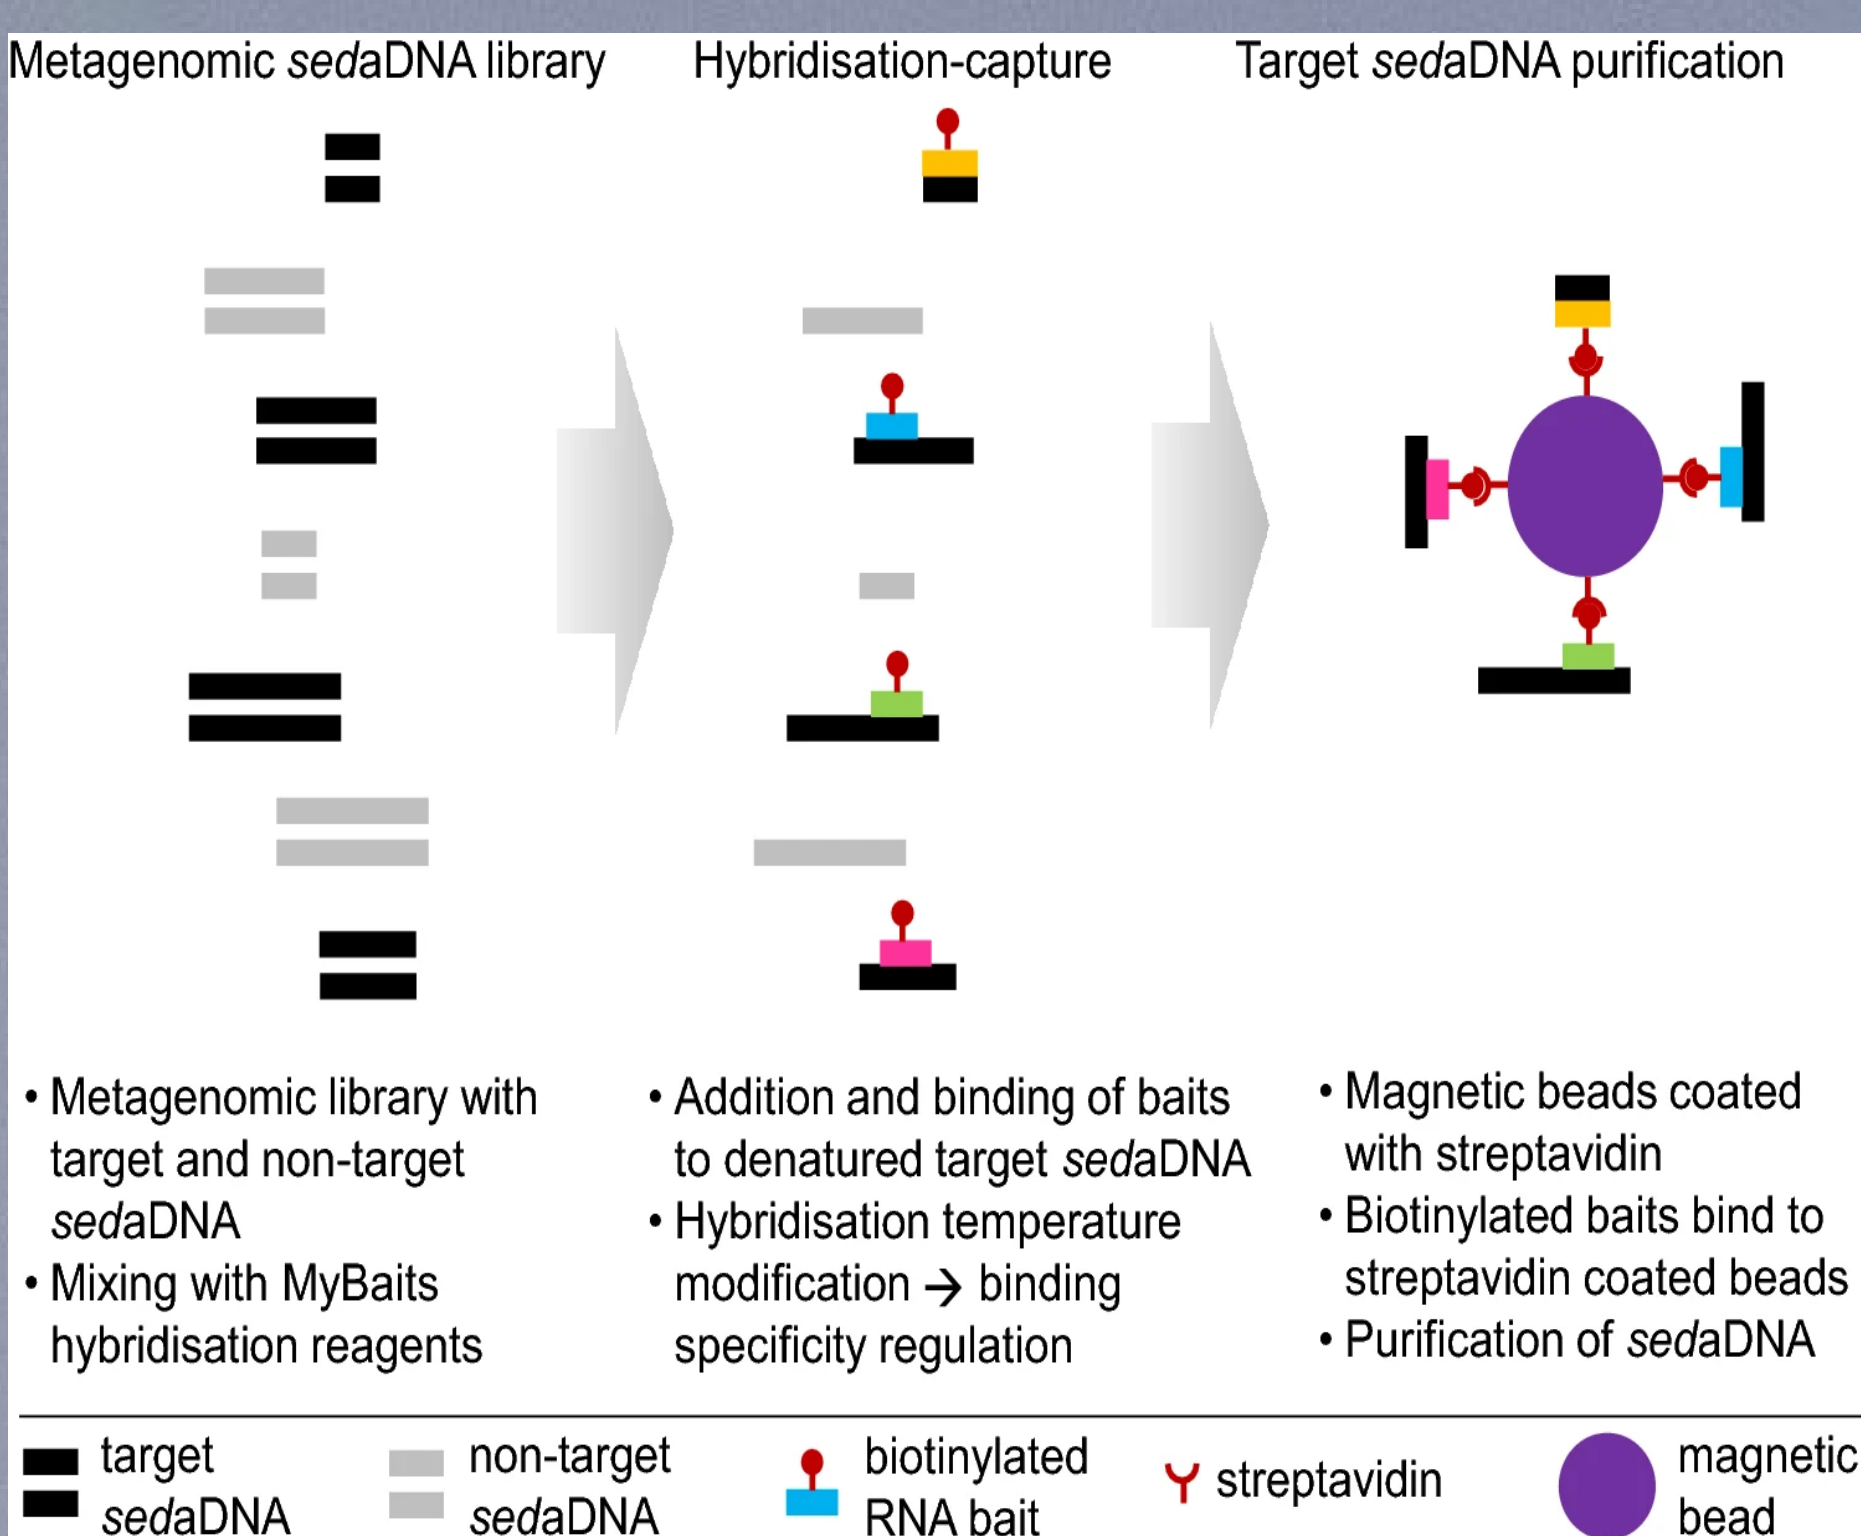 Metagenomic sedaDNA library
Hybridisation-capture
Target sedaDNA purification
• Metagenomic library with
target and non-target
sedaDNA
• Mixing with MyBaits
hybridisation reagents
• Addition and binding of baits
to denatured target sedaDNA
• Hybridisation temperature
modification → binding
specificity regulation
• Magnetic beads coated
with streptavidin
• Biotinylated baits bind to
streptavidin coated beads
• Purification of sedaDNA
target
sedaDNA
non-target
sedaDNA
biotinylated
RNA bait
streptavidin
magnetic
bead